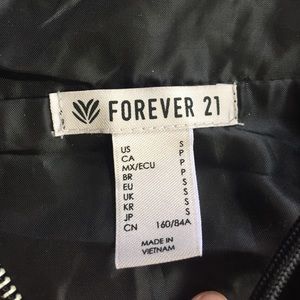 FOREVER 21
US S
CA P
MX/ECU P
BR P
EU S
UK S
KR S
JP S
CN 160/84A
MADE IN
VIETNAM